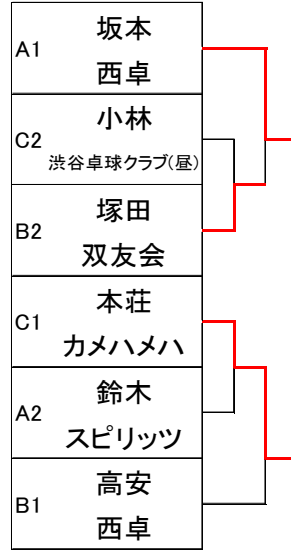 A1
坂本
西卓
C2
小林
渋谷卓球クラブ(昼)
B2
塚田
双友会
C1
本荘
カメハメハ
A2
鈴木
スピリッツ
B1
高安
西卓